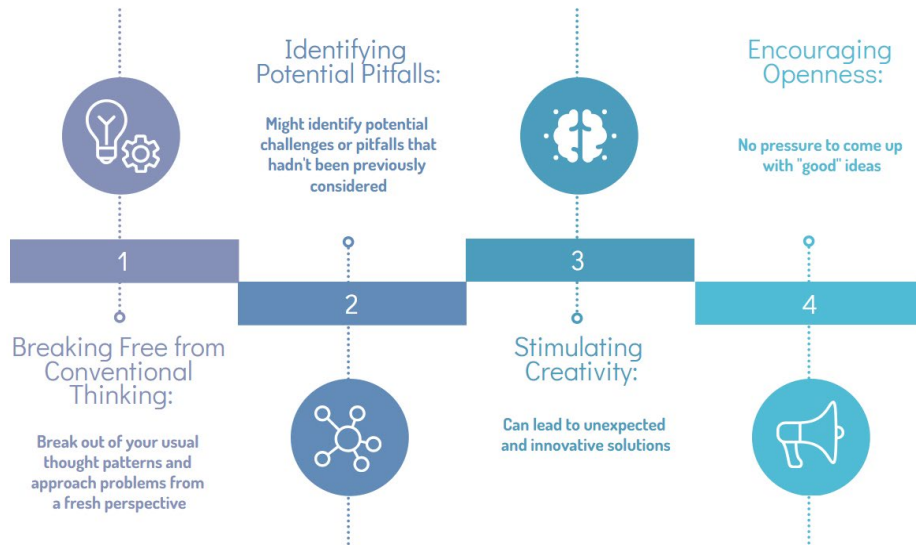 1
Breaking Free from
Conventional
Thinking:
Break out of your usual
thought patterns and
approach problems from
a fresh perspective
Identifying
Potential Pitfalls:
Might identify potential
challenges or pitfalls that
hadn't been previously
considered
2
3
Stimulating
Creativity:
Can lead to unexpected
and innovative solutions
Encouraging
Openness:
No pressure to come up
with "good" ideas
4